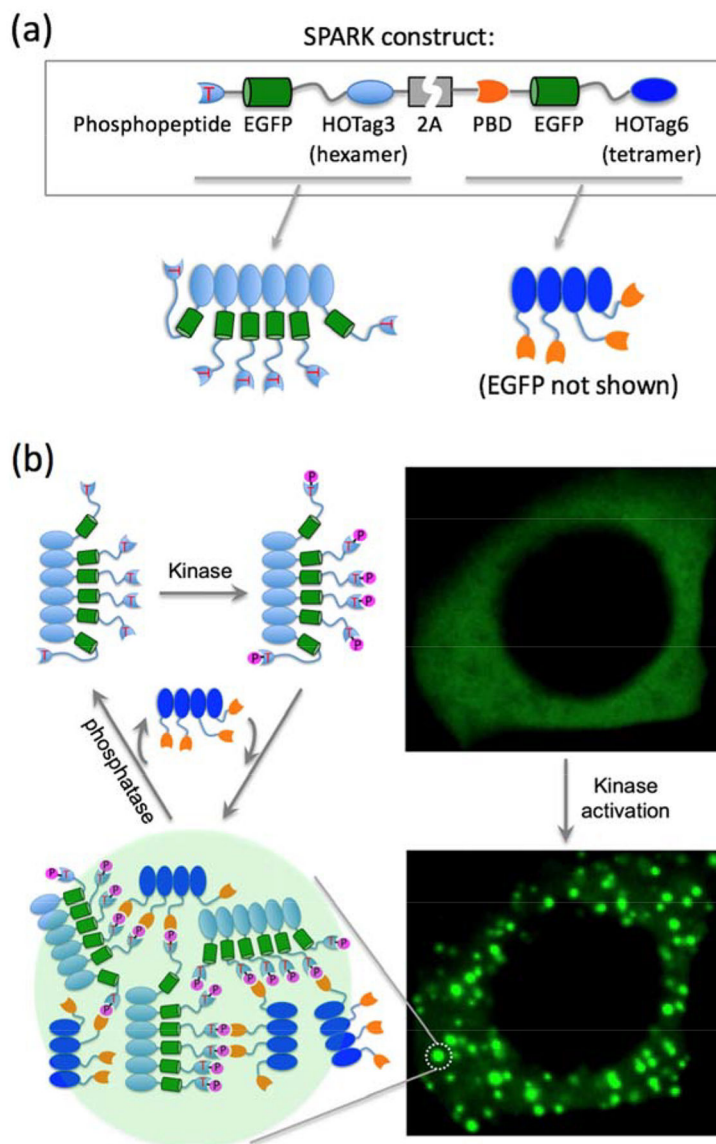 (a)
SPARK construct:
T
Phosphopeptide EGFP HOTag3 2A PBD EGFP HOTag6
(hexamer) (tetramer)
T
T
T T T T
(EGFP not shown)
(b)
T
T
T
T
T
T
Kinase
P
T
P
T
P
T
P
T
P
T
P
T
phosphatase
Kinase
activation
P
T
P
T
P
T
P
T
P
T
P
T
P
T
P
T
P
T
P
T
P
T
P
T
P
T
P
T
P
T
P
T
P
T
P
T